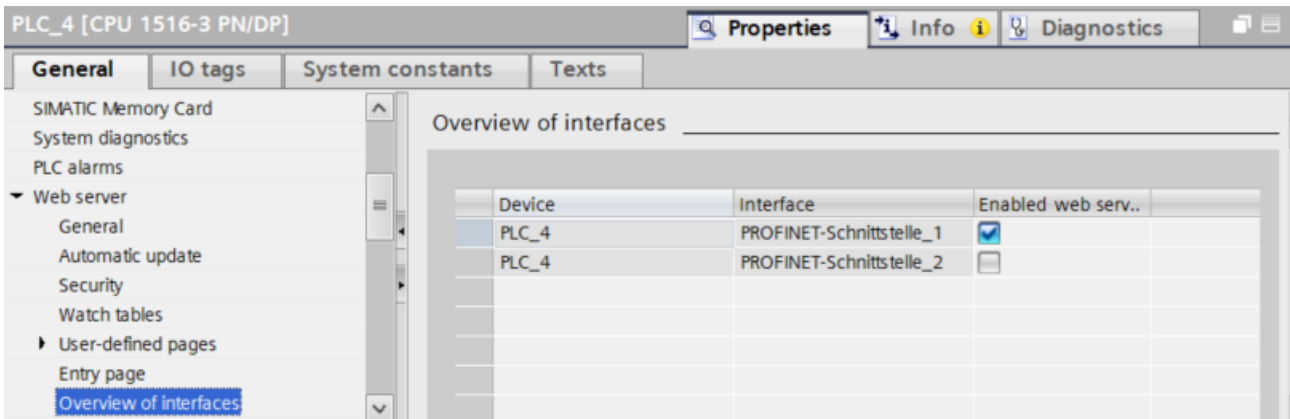 PLC_4 [CPU 1516-3 PN/DP]
Properties
Info
Diagnostics
General
IO tags
System constants
Texts
SIMATIC Memory Card
System diagnostics
PLC alarms
Web server
General
Automatic update
Security
Watch tables
User-defined pages
Entry page
Overview of interfaces
Overview of interfaces
Device Interface Enabled web serv..
PLC_4 PROFINET-Schnittstelle_1
PLC_4 PROFINET-Schnittstelle_2